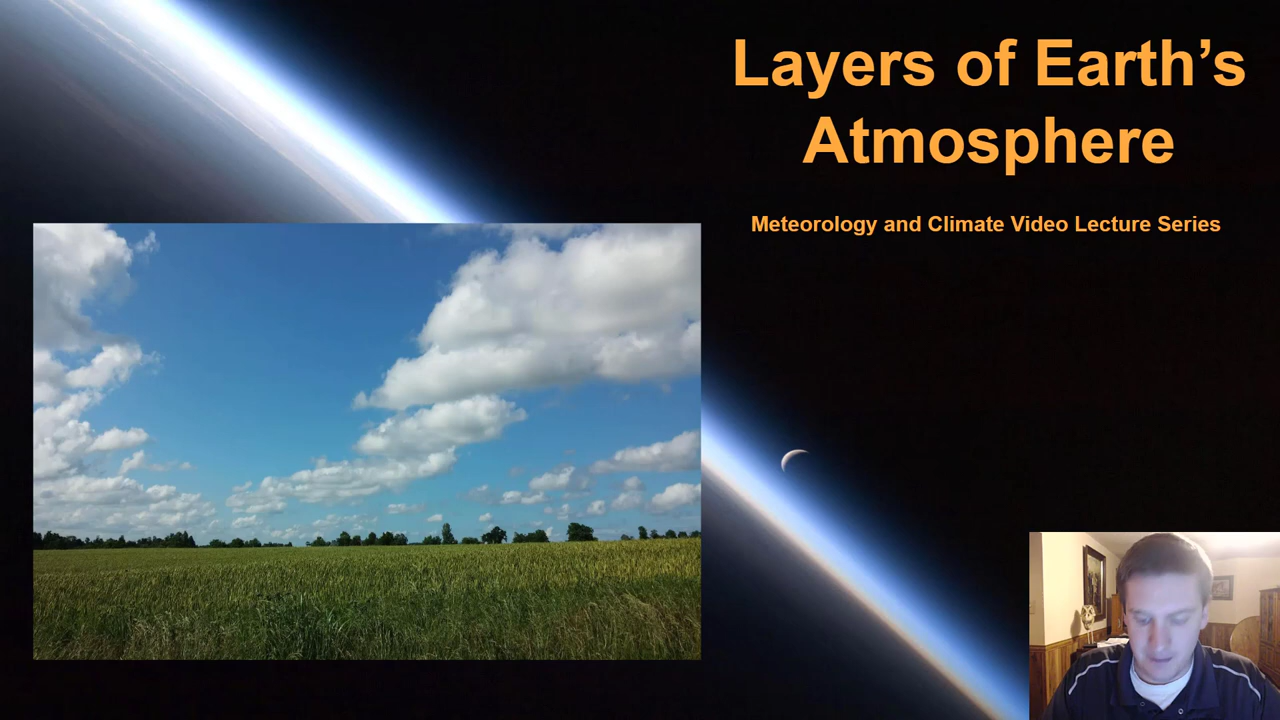 Layers of Earth’s
Atmosphere
Meteorology and Climate Video Lecture Series